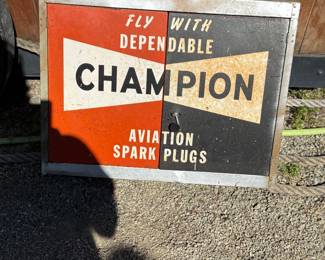 FLY WITH
DEPENDABLE
CHAMPION
AVIATION
SPARK PLUGS